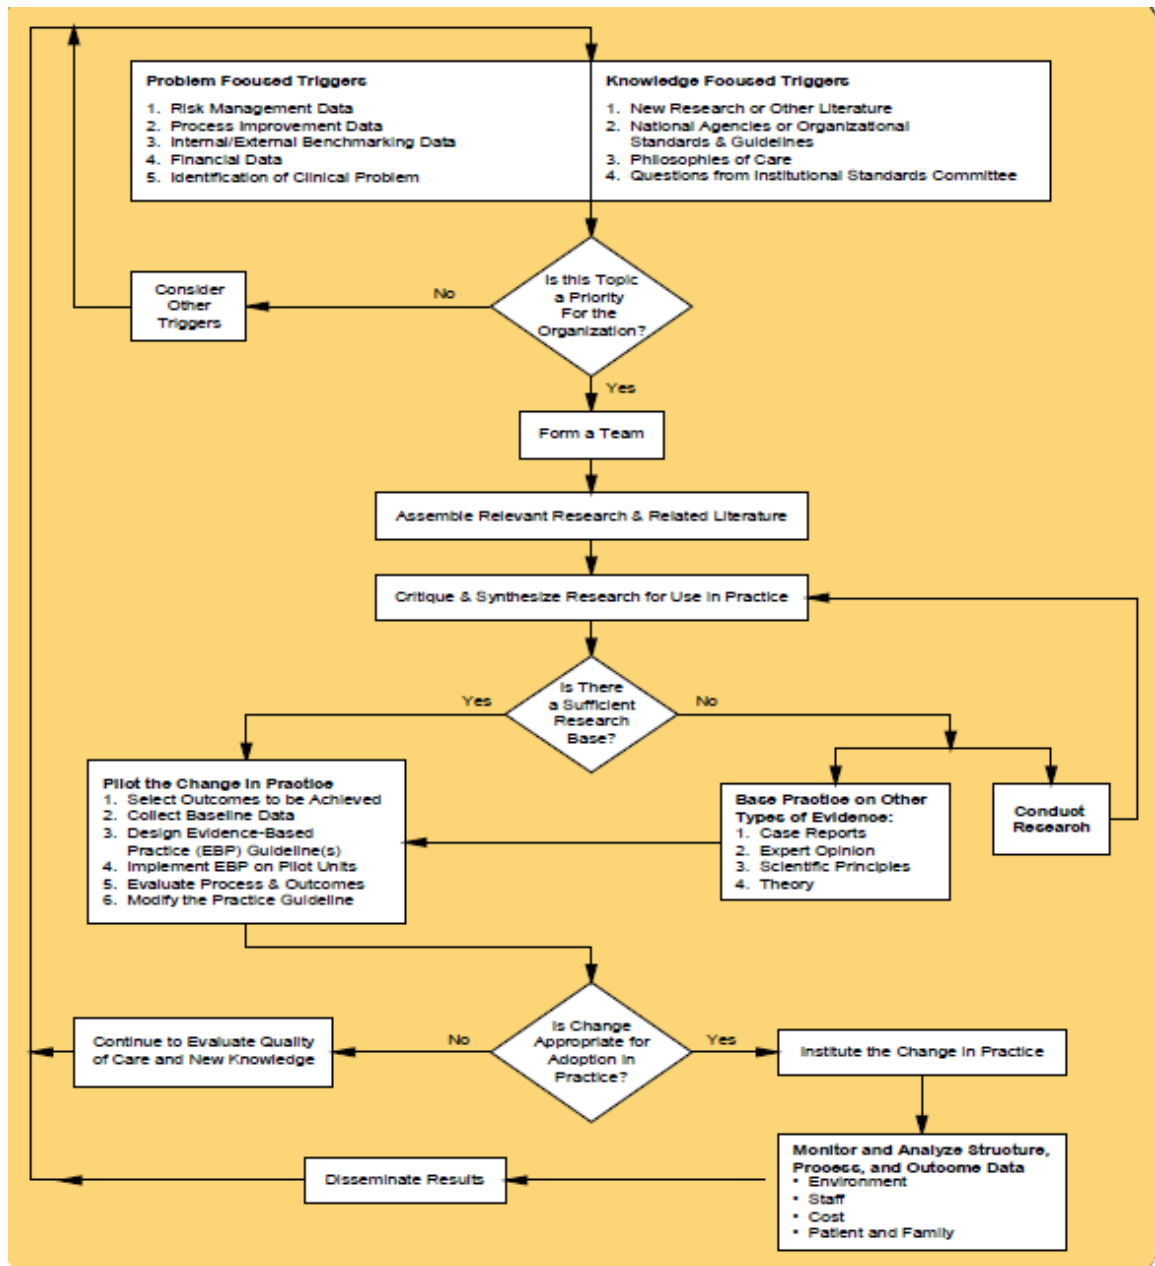 Problem Focused Triggers
1. Risk Management Data
2. Process Improvement Data
3. Internal/External Benchmarking Data
4. Financial Data
5. Identification of Clinical Problem
Knowledge Focused Triggers
1. New Research or Other Literature
2. National Agencies or Organizational
Standards & Guidelines
3. Philosophies of Care
4. Questions from Institutional Standards Committee
Is this Topic
a Priority
For the
Organization?
No
Consider
Other
Triggers
Yes
Form a Team
Assemble Relevant Research & Related Literature
Critique & Synthesize Research for Use in Practice
Is There
a Sufficient
Research
Base?
Yes
No
Pilot the Change in Practice
1. Select Outcomes to be Achieved
2. Collect Baseline Data
3. Design Evidence-Based
Practice (EBP) Guideline(s)
4. Implement EBP on Pilot Units
5. Evaluate Process & Outcomes
6. Modify the Practice Guideline
Base Practice on Other
Types of Evidence:
1. Case Reports
2. Expert Opinion
3. Scientific Principles
4. Theory
Conduct
Research
Is Change
Appropriate for
Adoption in
Practice?
No
Yes
Continue to Evaluate Quality
of Care and New Knowledge
Institute the Change in Practice
Monitor and Analyze Structure,
Process, and Outcome Data
• Environment
• Staff
• Cost
• Patient and Family
Disseminate Results